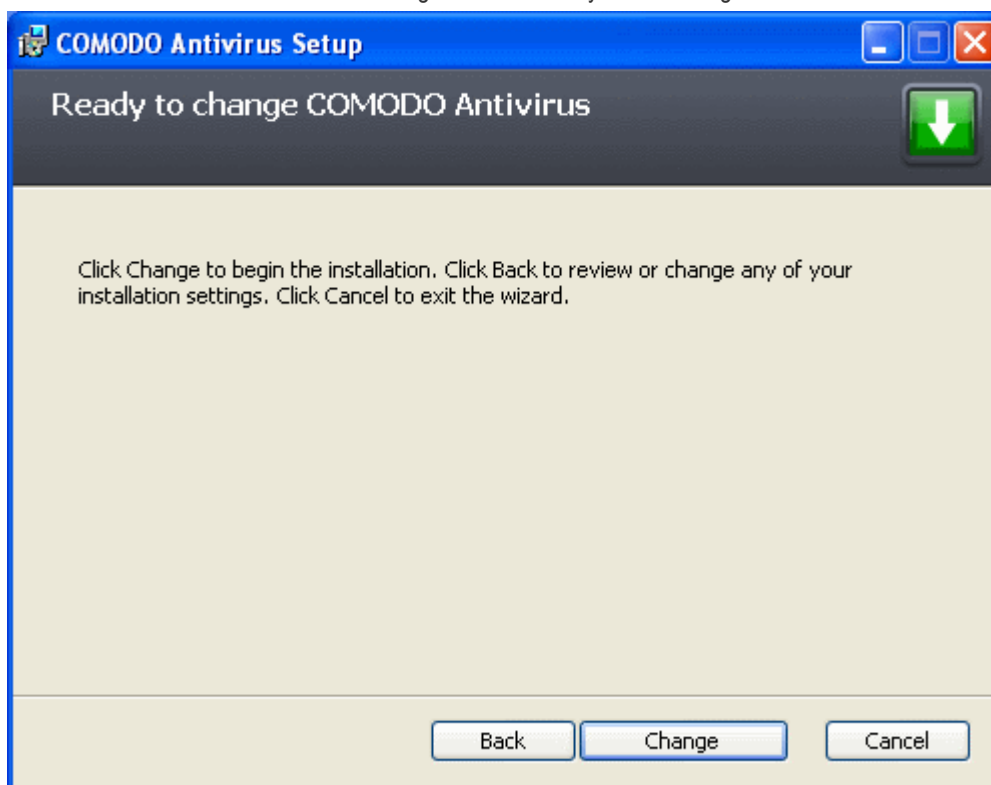 COMODO Antivirus Setup
Ready to change COMODO Antivirus
Click Change to begin the installation. Click Back to review or change any of your
installation settings. Click Cancel to exit the wizard.
Back Change Cancel